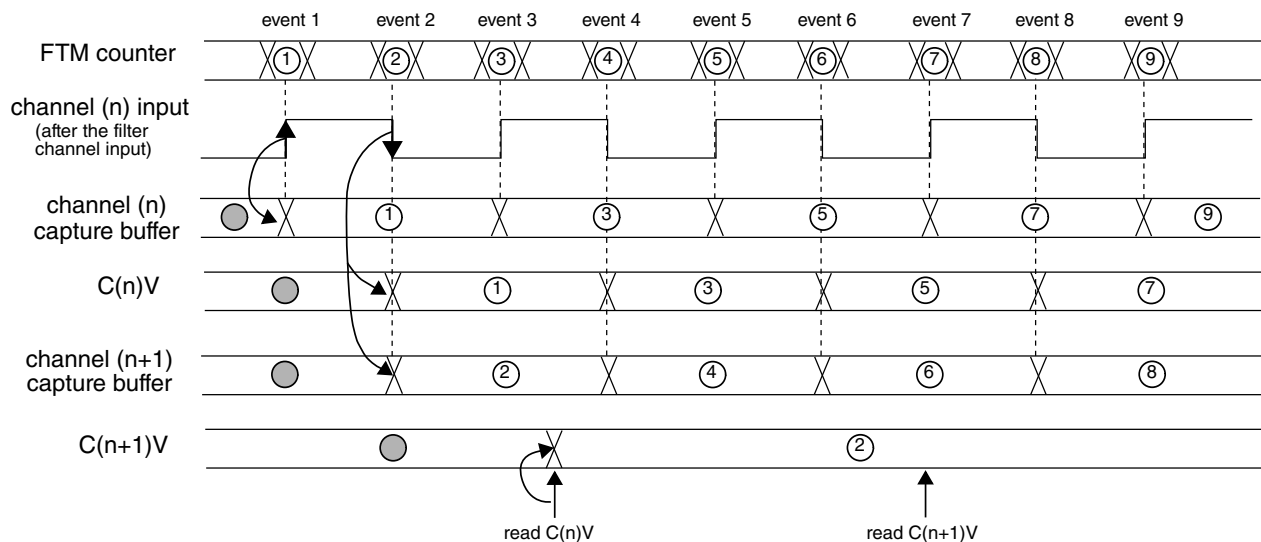 event 1 event 2 event 3 event 4 event 5 event 6 event 7 event 8 event 9
FTM counter 1 2 3 4 5 6 7 8 9
channel (n) input
(after the filter
channel input)
channel (n)
capture buffer
1 3 5 7 9
C(n)V 1 3 5 7
channel (n+1)
capture buffer
2 4 6 8
C(n+1)V 2
read C(n)V read C(n+1)V